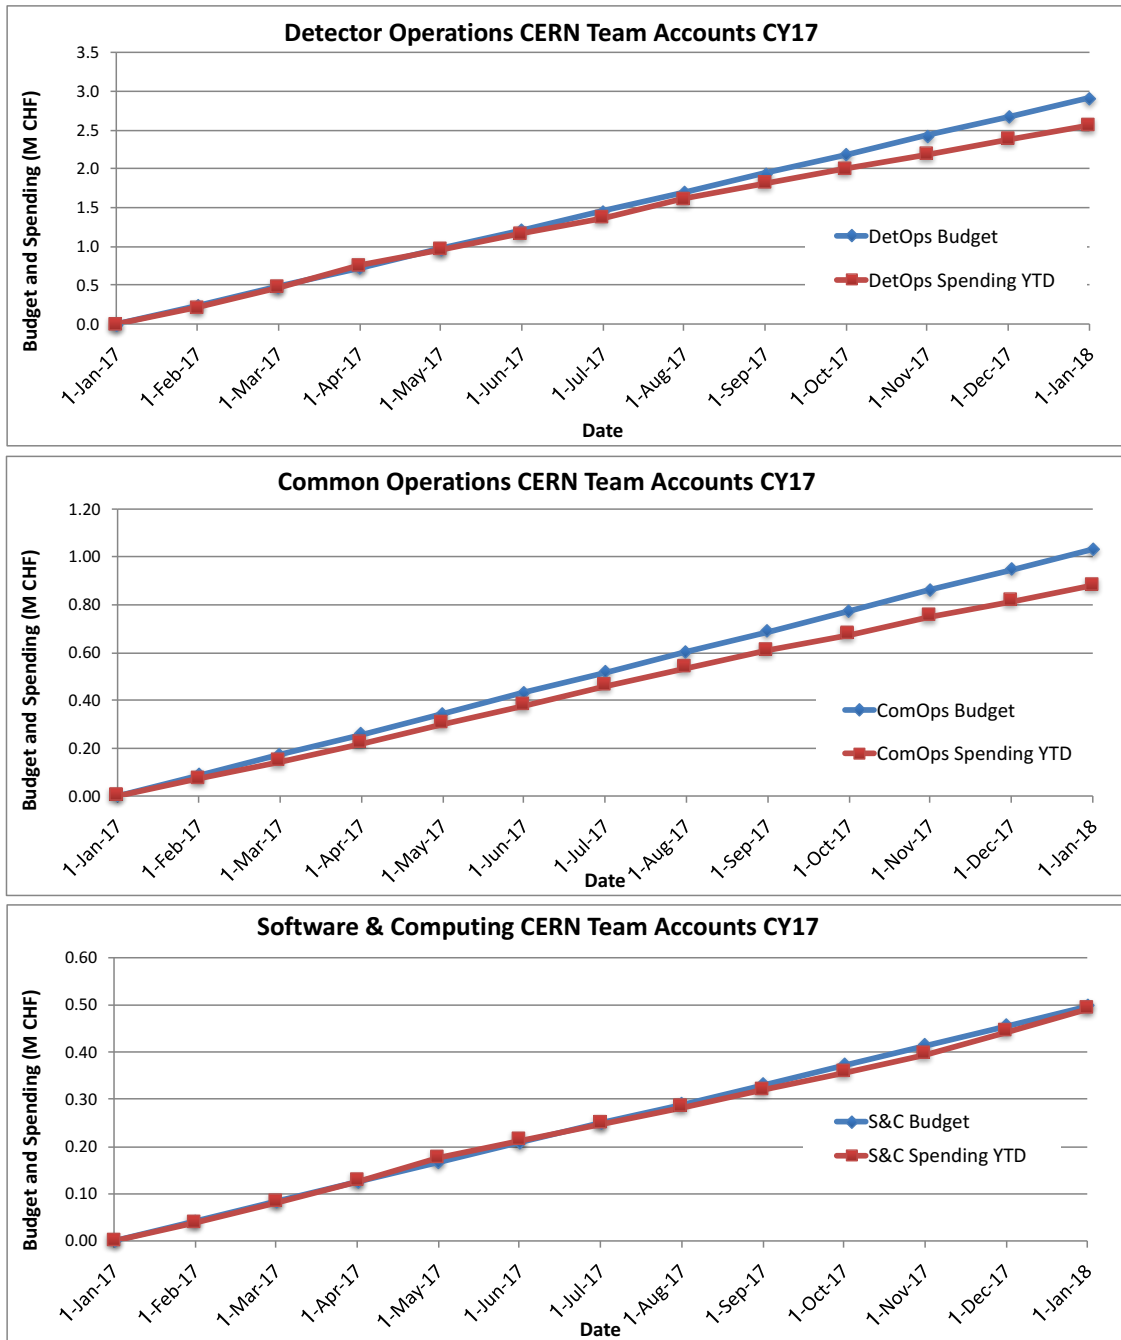 Detector Operations CERN Team Accounts CY17
Budget and Spending (M CHF)
3.5
3.0
2.5
2.0
1.5
1.0
0.5
0.0
DetOps Budget
DetOps Spending YTD
1-Jan-17
1-Feb-17
1-Mar-17
1-Apr-17
1-May-17
1-Jun-17
1-Jul-17
1-Aug-17
1-Sep-17
1-Oct-17
1-Nov-17
1-Dec-17
1-Jan-18
Date
Common Operations CERN Team Accounts CY17
Budget and Spending (M CHF)
1.20
1.00
0.80
0.60
0.40
0.20
0.00
ComOps Budget
ComOps Spending YTD
1-Jan-17
1-Feb-17
1-Mar-17
1-Apr-17
1-May-17
1-Jun-17
1-Jul-17
1-Aug-17
1-Sep-17
1-Oct-17
1-Nov-17
1-Dec-17
1-Jan-18
Date
Software & Computing CERN Team Accounts CY17
Budget and Spending (M CHF)
0.60
0.50
0.40
0.30
0.20
0.10
0.00
S&C Budget
S&C Spending YTD
1-Jan-17
1-Feb-17
1-Mar-17
1-Apr-17
1-May-17
1-Jun-17
1-Jul-17
1-Aug-17
1-Sep-17
1-Oct-17
1-Nov-17
1-Dec-17
1-Jan-18
Date